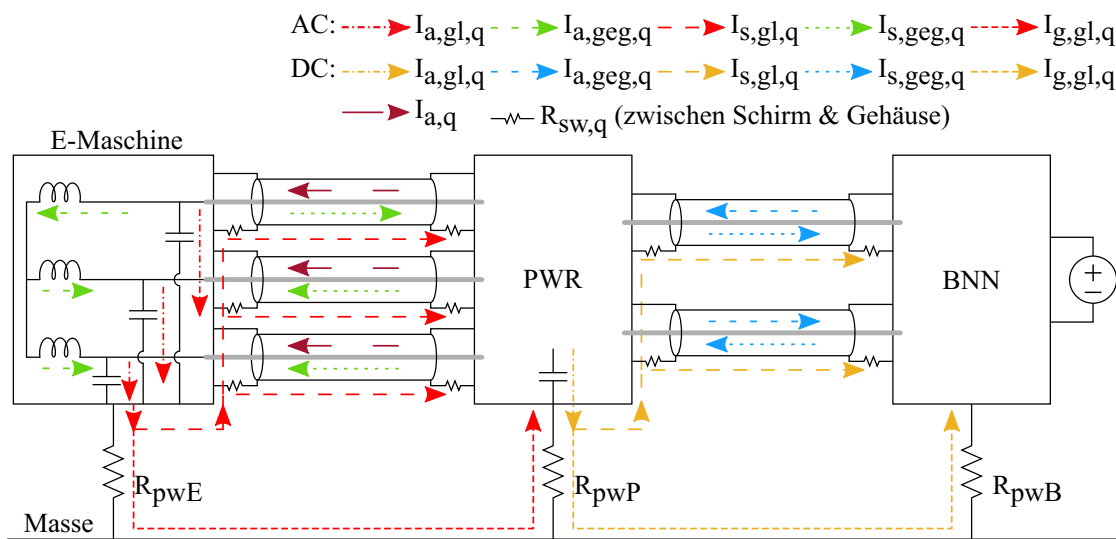 AC: I_a,gl,q I_a,geg,q I_s,gl,q I_s,geg,q I_g,gl,q
DC: I_a,gl,q I_a,geg,q I_s,gl,q I_s,geg,q I_g,gl,q
I_a,q R_sw,q (zwischen Schirm & Gehäuse)
E-Maschine
PWR
BNN
R_pwE
R_pwP
R_pwB
Masse